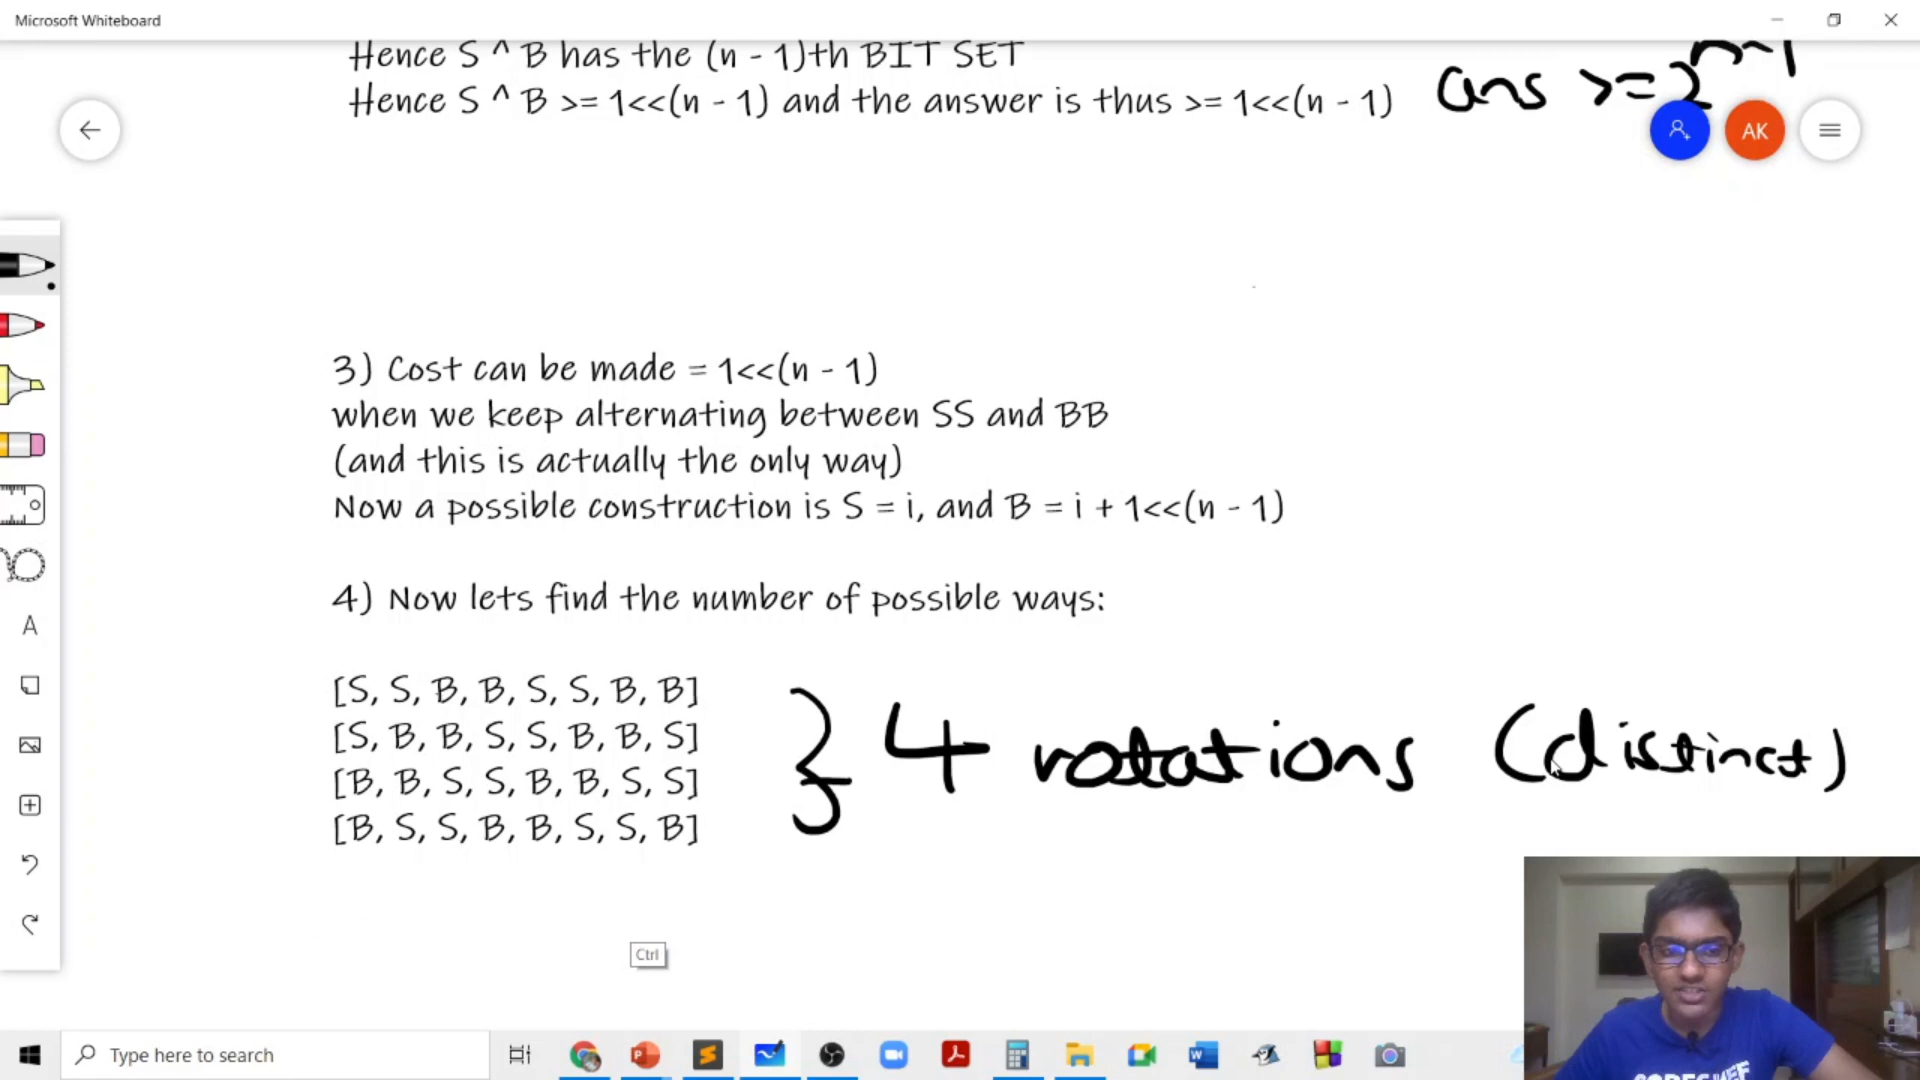 Microsoft Whiteboard
Hence S ^ B has the (n - 1)th BIT SET
Hence S ^ B >= 1<<(n - 1) and the answer is thus >= 1<<(n - 1)
ans >= 2^n-1
AK
3) Cost can be made = 1<<(n - 1)
when we keep alternating between SS and BB
(and this is actually the only way)
Now a possible construction is S = i, and B = i + 1<<(n - 1)
4) Now lets find the number of possible ways:
[S, S, B, B, S, S, B, B]
[S, B, B, S, S, B, B, S]
[B, B, S, S, B, B, S, S]
[B, S, S, B, B, S, S, B]
} 4 rotations (distinct)
Ctrl
Type here to search